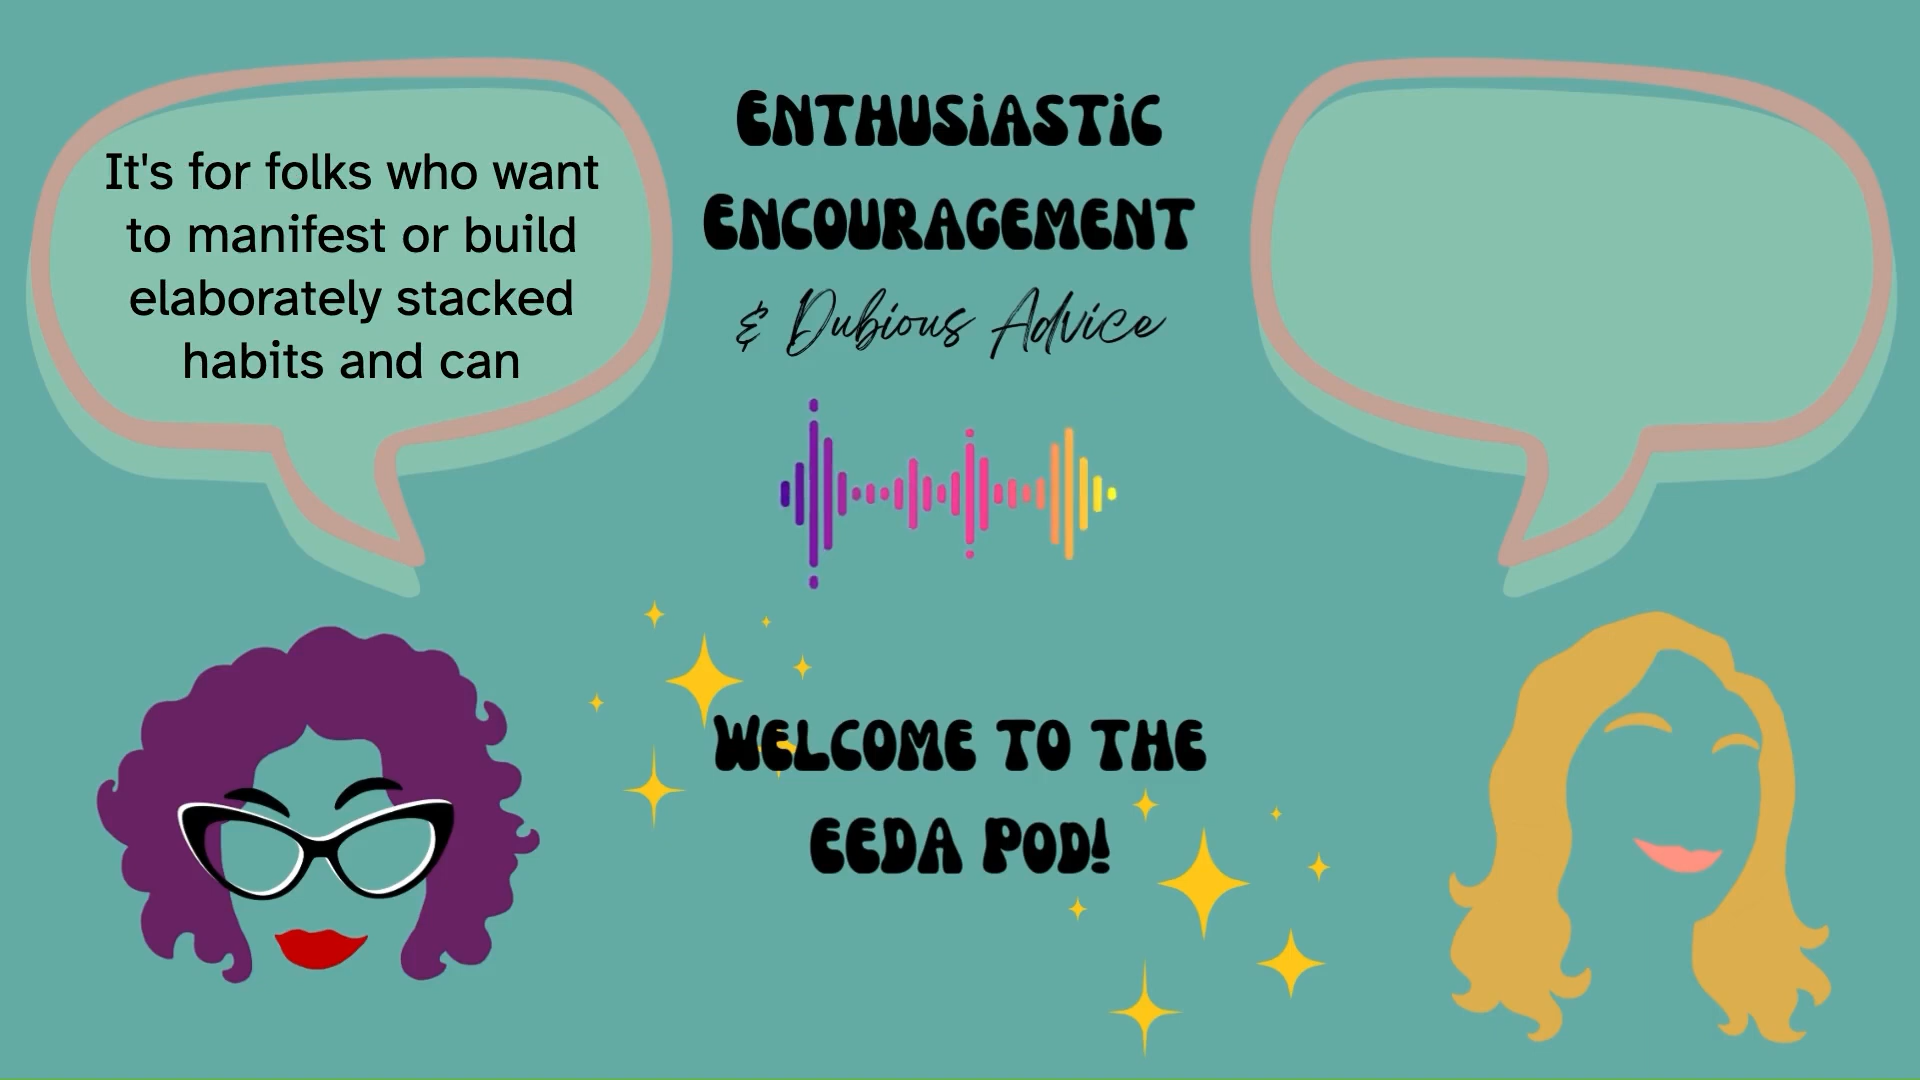 It's for folks who want
to manifest or build
elaborately stacked
habits and can
ENTHUSiASTiC
ENCOURAGEMENT
& Dubious Advice
WELCOME TO THE
EEDA POD!